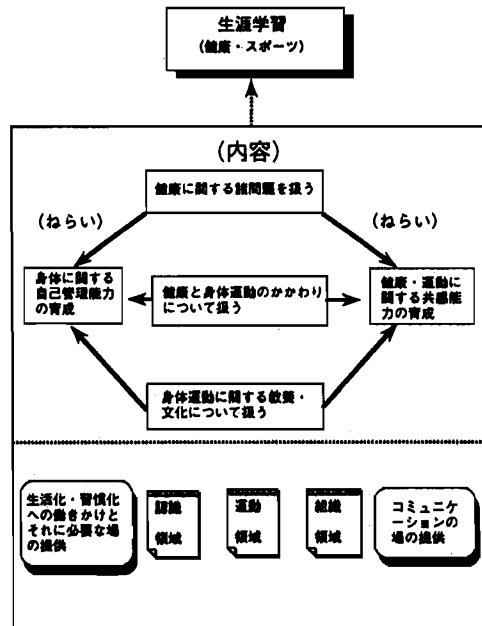 生涯学習
(健康・スポーツ)
(内容)
健康に関する諸問題を扱う
(ねらい)
(ねらい)
身体に関する
自己管理能力
の育成
健康と身体運動のかかわり
について扱う
健康・運動に
関する共感能
力の育成
身体運動に関する教養・
文化について扱う
生活化・習慣化
への働きかけと
それに必要な場
の提供
認識
領域
運動
領域
組織
領域
コミュニ
ケーションの
場の提供